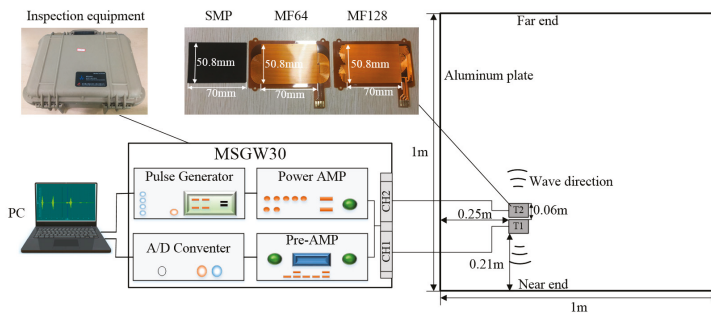 Inspection equipment
SMP MF64 MF128
50.8mm 50.8mm 50.8mm
70mm 70mm 70mm
Far end
Aluminum plate
1m
MSGW30
Pulse Generator Power AMP
PC
CH2
A/D Conventer Pre-AMP
CH1
Wave direction
0.25m T2 0.06m
T1
0.21m
Near end
1m